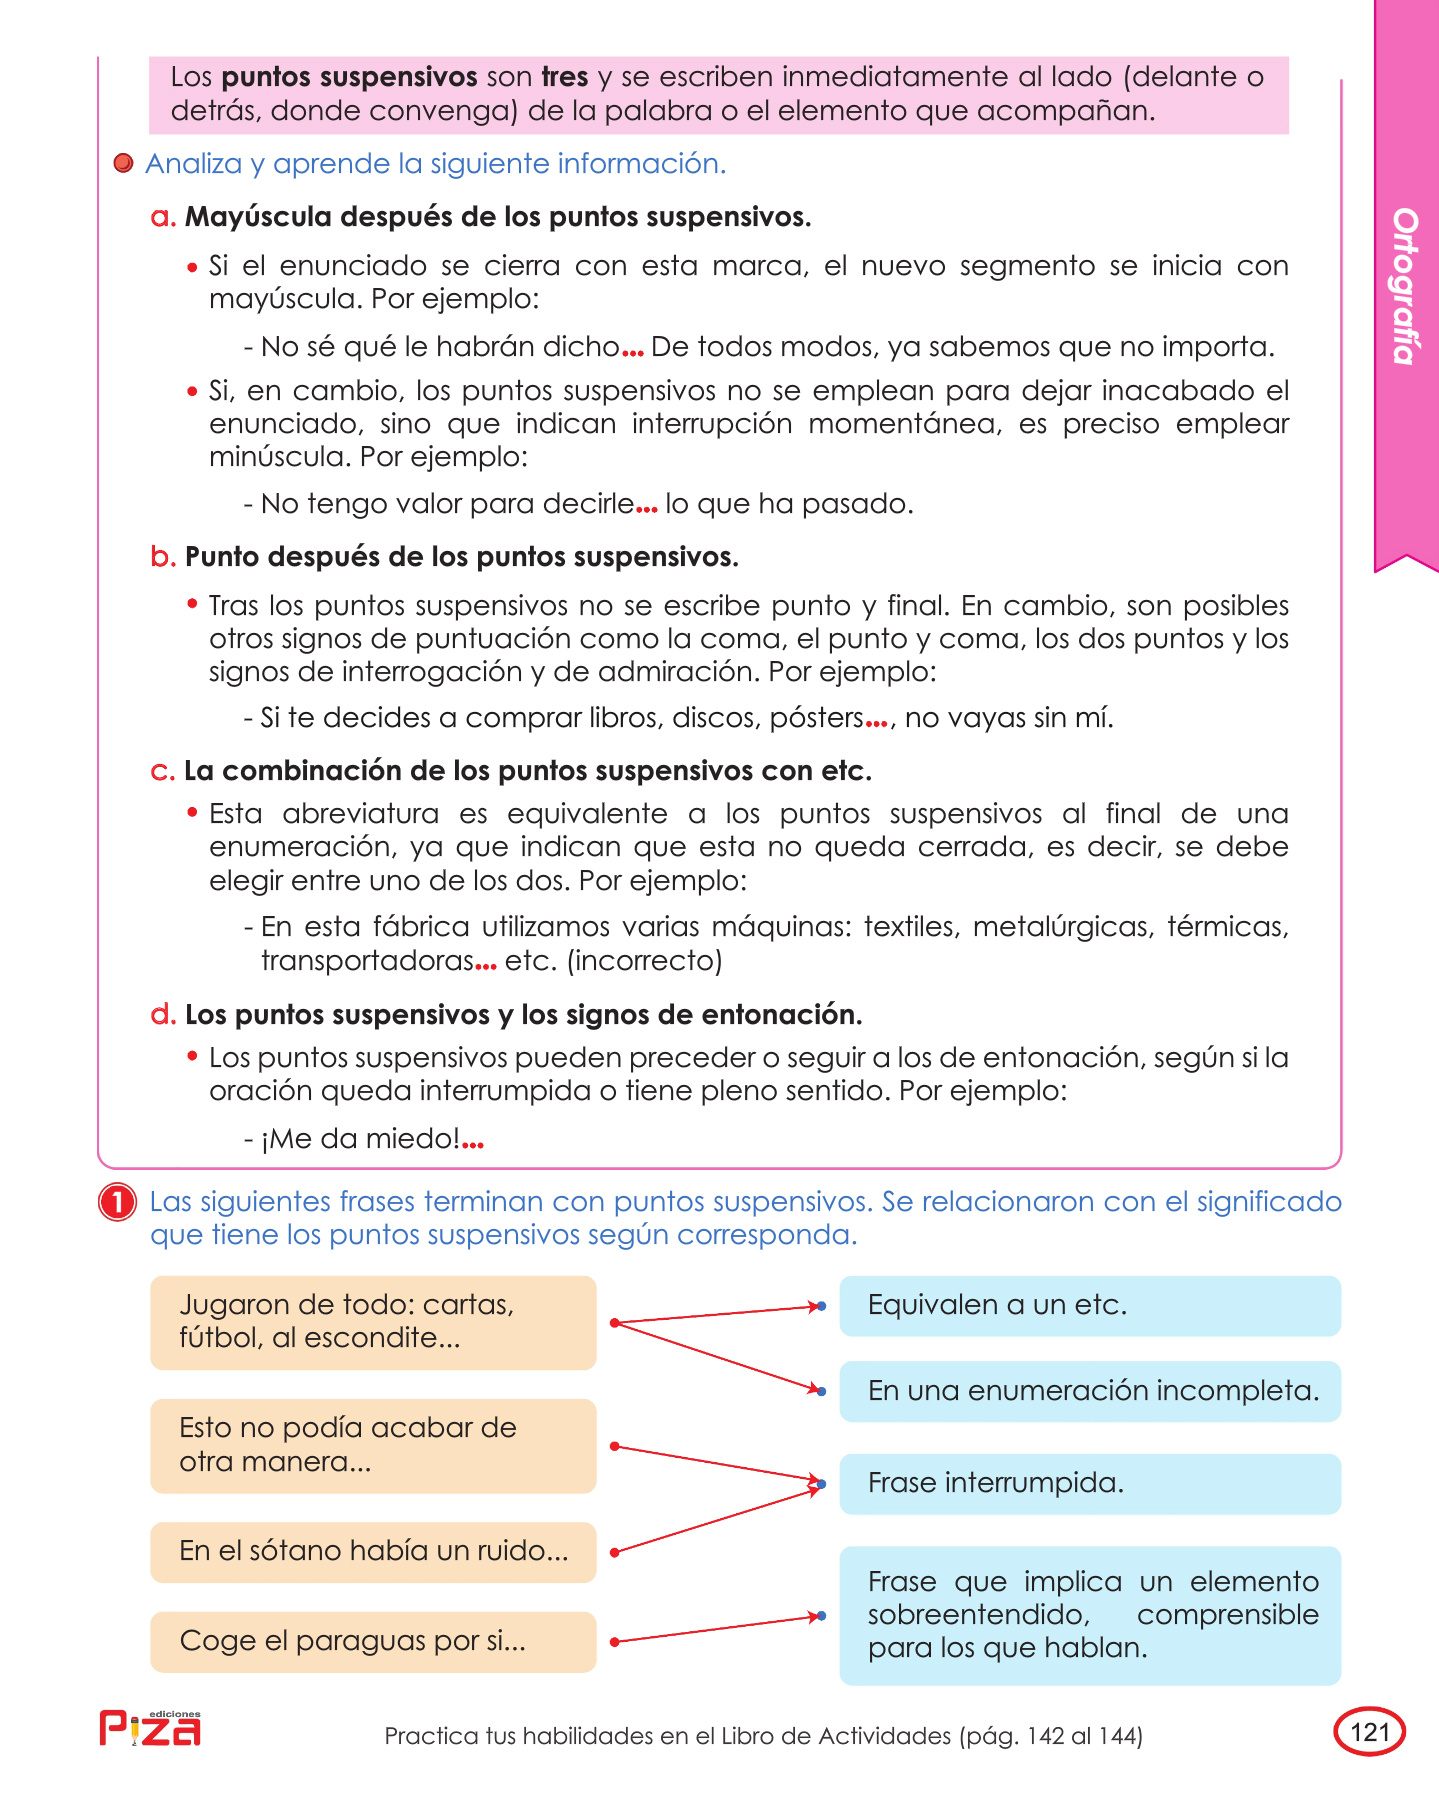 Los puntos suspensivos son tres y se escriben inmediatamente al lado (delante o
detrás, donde convenga) de la palabra o el elemento que acompañan.
Analiza y aprende la siguiente información.
a. Mayúscula después de los puntos suspensivos.
• Si el enunciado se cierra con esta marca, el nuevo segmento se inicia con
mayúscula. Por ejemplo:
- No sé qué le habrán dicho... De todos modos, ya sabemos que no importa.
• Si, en cambio, los puntos suspensivos no se emplean para dejar inacabado el
enunciado, sino que indican interrupción momentánea, es preciso emplear
minúscula. Por ejemplo:
- No tengo valor para decirle... lo que ha pasado.
b. Punto después de los puntos suspensivos.
• Tras los puntos suspensivos no se escribe punto y final. En cambio, son posibles
otros signos de puntuación como la coma, el punto y coma, los dos puntos y los
signos de interrogación y de admiración. Por ejemplo:
- Si te decides a comprar libros, discos, pósters..., no vayas sin mí.
c. La combinación de los puntos suspensivos con etc.
• Esta abreviatura es equivalente a los puntos suspensivos al final de una
enumeración, ya que indican que esta no queda cerrada, es decir, se debe
elegir entre uno de los dos. Por ejemplo:
- En esta fábrica utilizamos varias máquinas: textiles, metalúrgicas, térmicas,
transportadoras... etc. (incorrecto)
d. Los puntos suspensivos y los signos de entonación.
• Los puntos suspensivos pueden preceder o seguir a los de entonación, según si la
oración queda interrumpida o tiene pleno sentido. Por ejemplo:
- ¡Me da miedo!...
Ortografía
1 Las siguientes frases terminan con puntos suspensivos. Se relacionaron con el significado
que tiene los puntos suspensivos según corresponda.
Jugaron de todo: cartas,
fútbol, al escondite...
Esto no podía acabar de
otra manera...
En el sótano había un ruido...
Coge el paraguas por si...
Equivalen a un etc.
En una enumeración incompleta.
Frase interrumpida.
Frase que implica un elemento
sobreentendido, comprensible
para los que hablan.
ediciones
Piza
Practica tus habilidades en el Libro de Actividades (pág. 142 al 144)
121